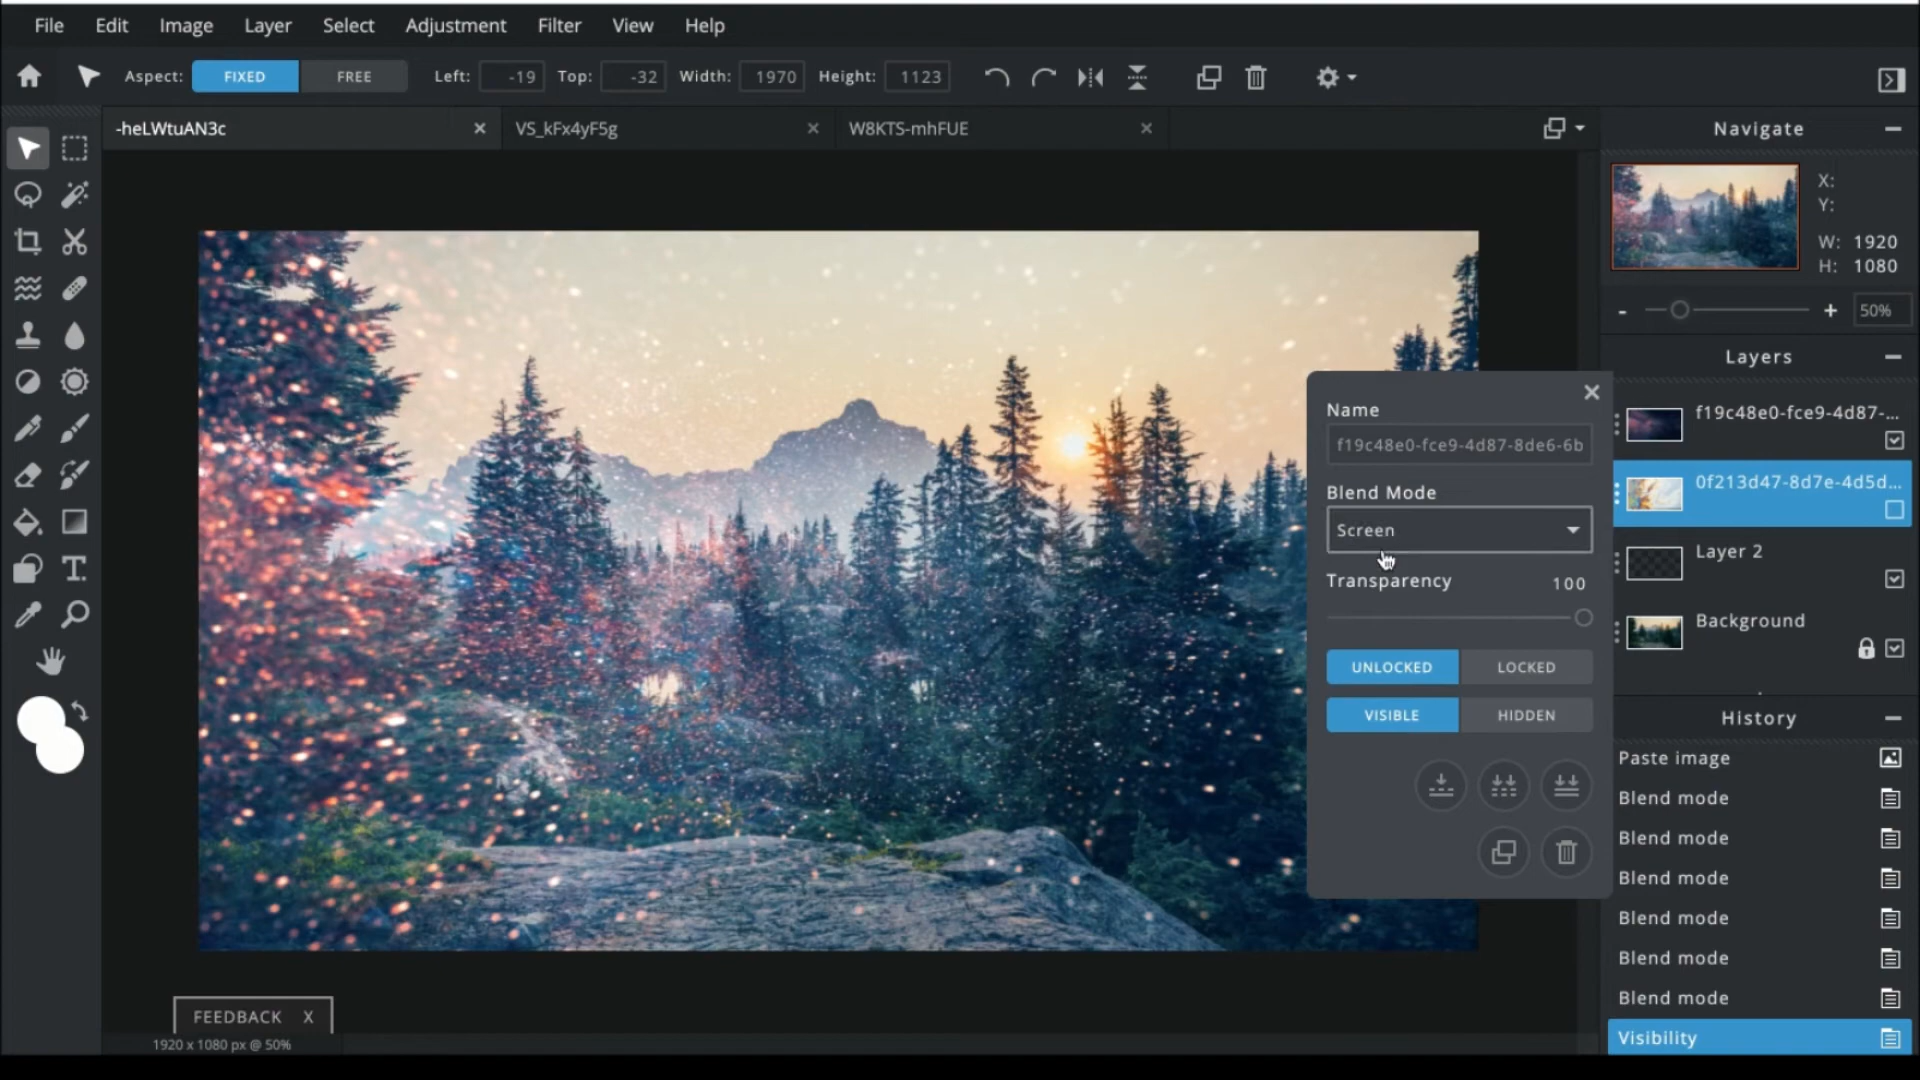 File Edit Image Layer Select Adjustment Filter View Help
Aspect: FIXED FREE Left: -19 Top: -32 Width: 1970 Height: 1123
-heLWtuAN3c VS_kFx4yF5g W8KTS-mhFUE
Navigate
X:
Y:
W: 1920
H: 1080
- + 50%
Layers
f19c48e0-fce9-4d87-...
0f213d47-8d7e-4d5d...
Layer 2
Background
Name
f19c48e0-fce9-4d87-8de6-6b
Blend Mode
Screen
Transparency 100
UNLOCKED LOCKED
VISIBLE HIDDEN
History
Paste image
Blend mode
Blend mode
Blend mode
Blend mode
Blend mode
Blend mode
Visibility
FEEDBACK X
1920 x 1080 px @ 50%